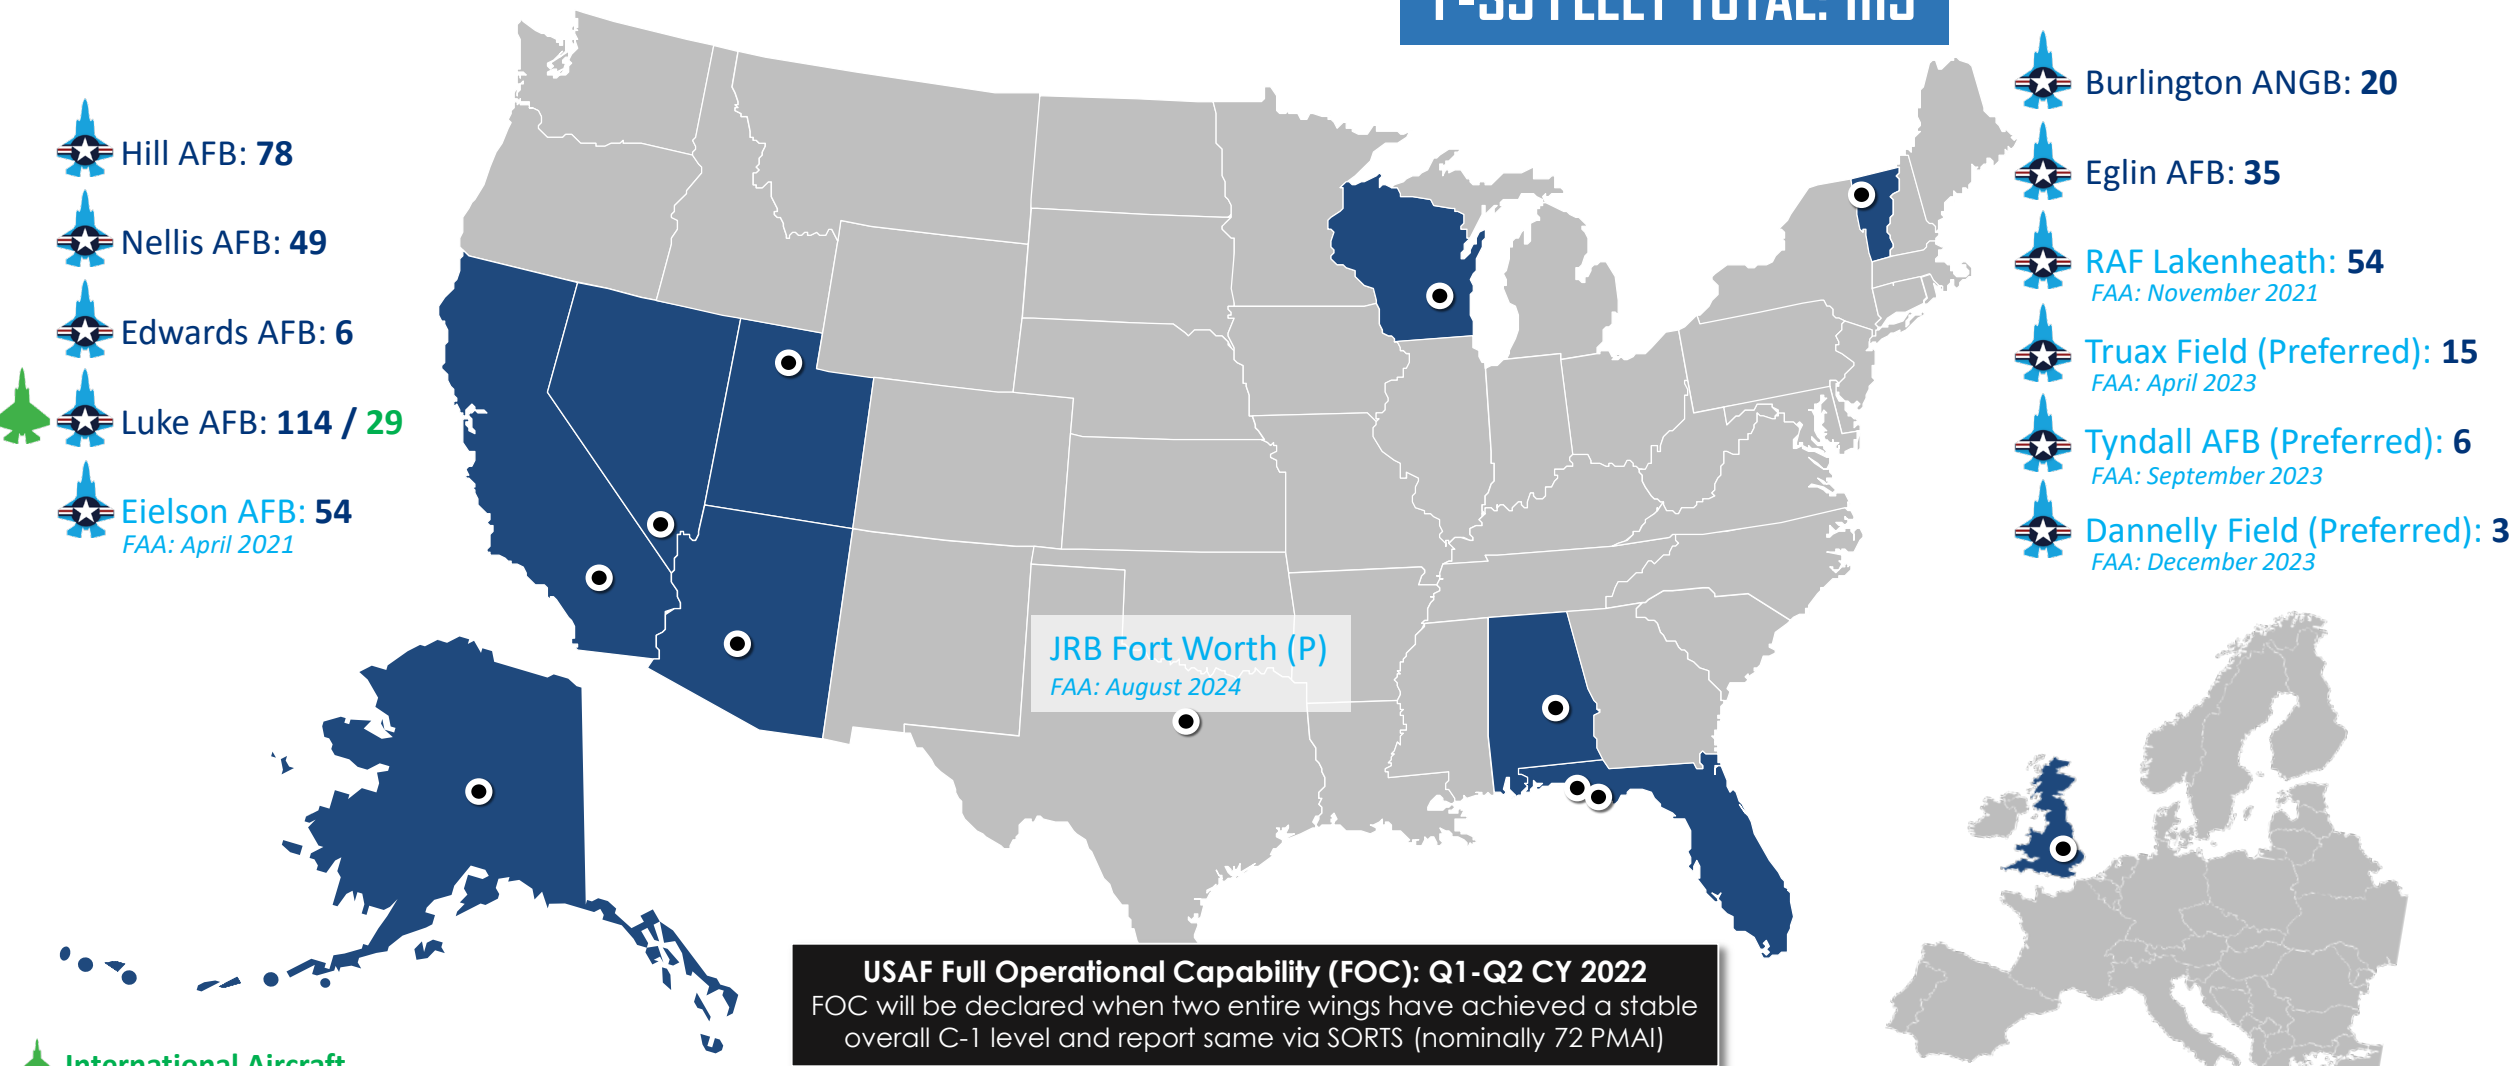 F-35 FLEET TOTAL:
Hill AFB: 78
Nellis AFB: 49
Edwards AFB: 6
Luke AFB: 114 / 29
Eielson AFB: 54
FAA: April 2021
Burlington ANGB: 20
Eglin AFB: 35
RAF Lakenheath: 54
FAA: November 2021
Truax Field (Preferred): 15
FAA: April 2023
Tyndall AFB (Preferred): 6
FAA: September 2023
Dannelly Field (Preferred): 3
FAA: December 2023
JRB Fort Worth (P)
FAA: August 2024
USAF Full Operational Capability (FOC): Q1-Q2 CY 2022
FOC will be declared when two entire wings have achieved a stable
overall C-1 level and report same via SORTS (nominally 72 PMAI)
International Aircraft